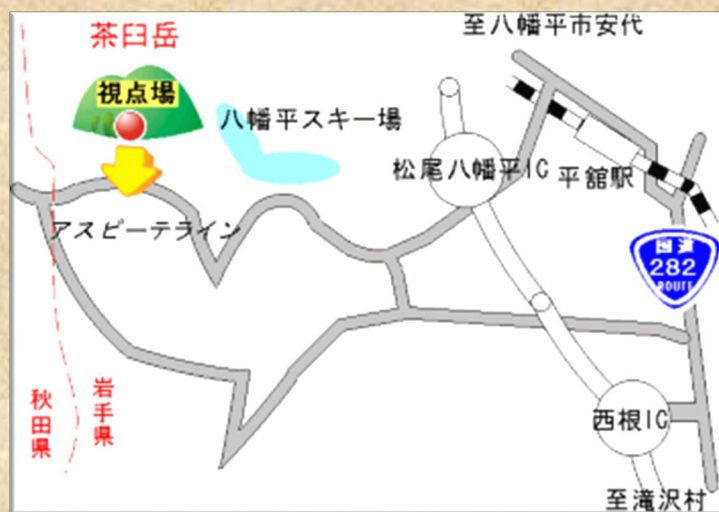 茶臼岳
至八幡平市安代
視点場
八幡平スキー場
松尾八幡平IC
平舘駅
アスピーテライン
国道
282
ROUTE
秋田県
岩手県
西根IC
至滝沢村